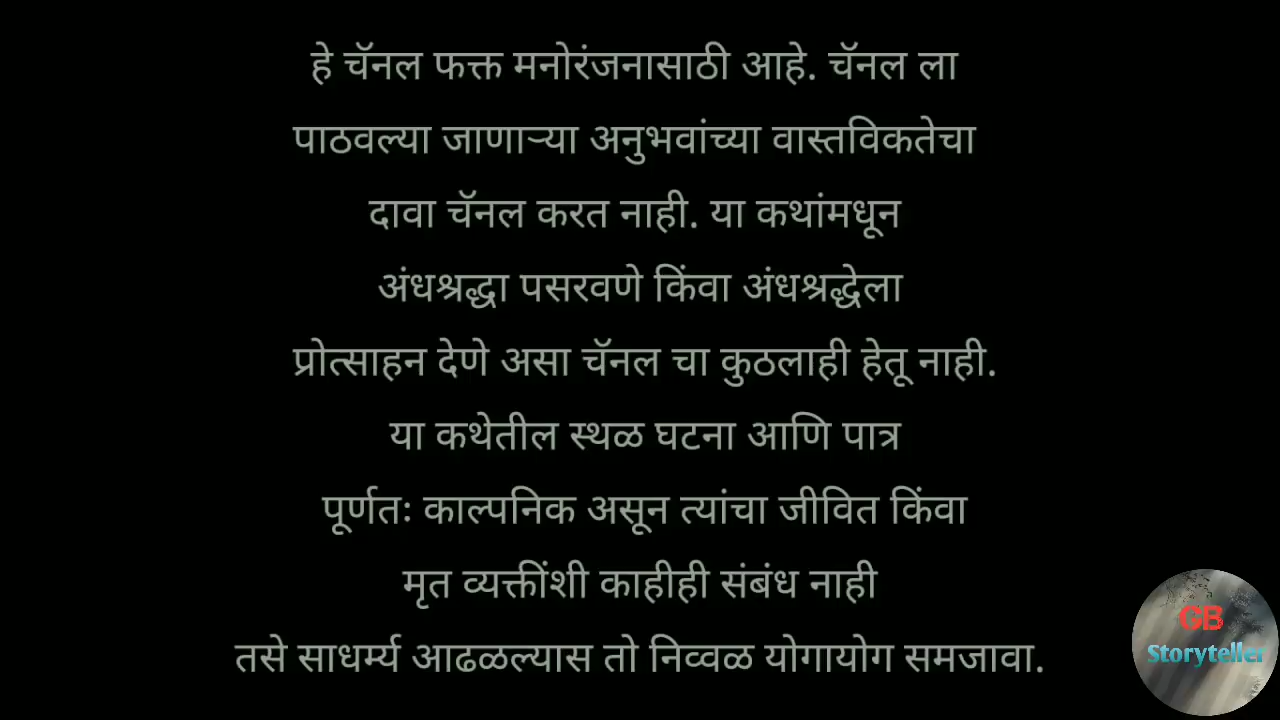 हे चॅनल फक्त मनोरंजनासाठी आहे. चॅनल ला
पाठवल्या जाणाऱ्या अनुभवांच्या वास्तविकतेचा
दावा चॅनल करत नाही. या कथांमधून
अंधश्रद्धा पसरवणे किंवा अंधश्रद्धेला
प्रोत्साहन देणे असा चॅनल चा कुठलाही हेतू नाही.
या कथेतील स्थळ घटना आणि पात्र
पूर्णतः काल्पनिक असून त्यांचा जीवित किंवा
मृत व्यक्तींशी काहीही संबंध नाही
तसे साधर्म्य आढळल्यास तो निव्वळ योगायोग समजावा.
GB
Storyteller